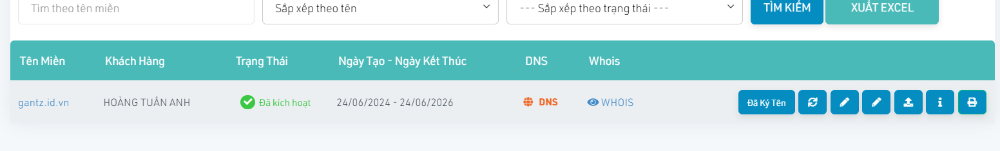 Tìm theo tên miền
Sắp xếp theo tên
--- Sắp xếp theo trạng thái ---
TÌM KIẾM
XUẤT EXCEL
Tên Miền Khách Hàng Trạng Thái Ngày Tạo - Ngày Kết Thúc DNS Whois
gantz.id.vn HOÀNG TUẤN ANH Đã kích hoạt 24/06/2024 - 24/06/2026 DNS WHOIS Đã Ký Tên